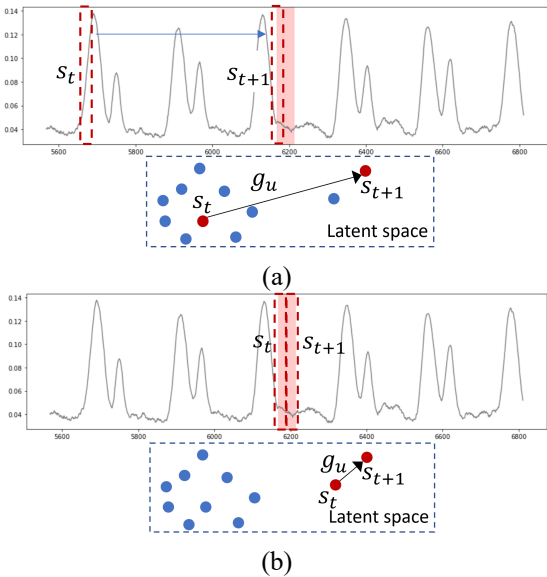 0.14
0.12
0.10
0.08
0.06
0.04
s_t
s_{t+1}
5600 5800 6000 6200 6400 6600 6800
g_u
s_t
s_{t+1}
Latent space
(a)
0.14
0.12
0.10
0.08
0.06
0.04
s_t s_{t+1}
5600 5800 6000 6200 6400 6600 6800
g_u
s_t
s_{t+1}
Latent space
(b)